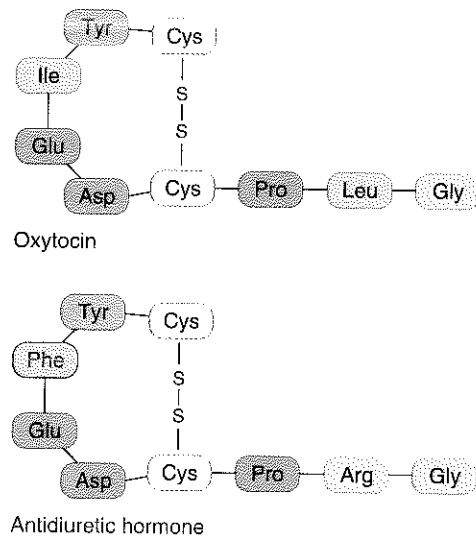 Tyr Cys
Ile
S
S
Glu
Asp Cys Pro Leu Gly
Oxytocin
Tyr Cys
Phe
S
S
Glu
Asp Cys Pro Arg Gly
Antidiuretic hormone